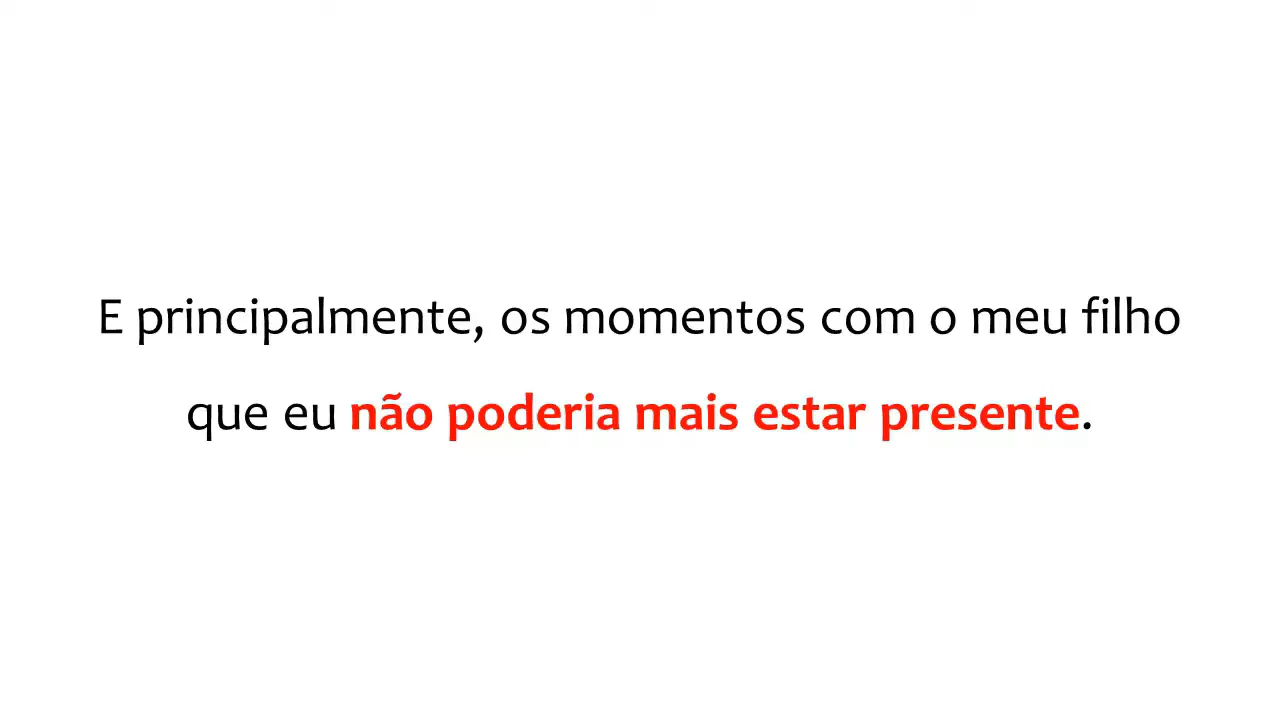 E principalmente, os momentos com o meu filho
que eu não poderia mais estar presente.